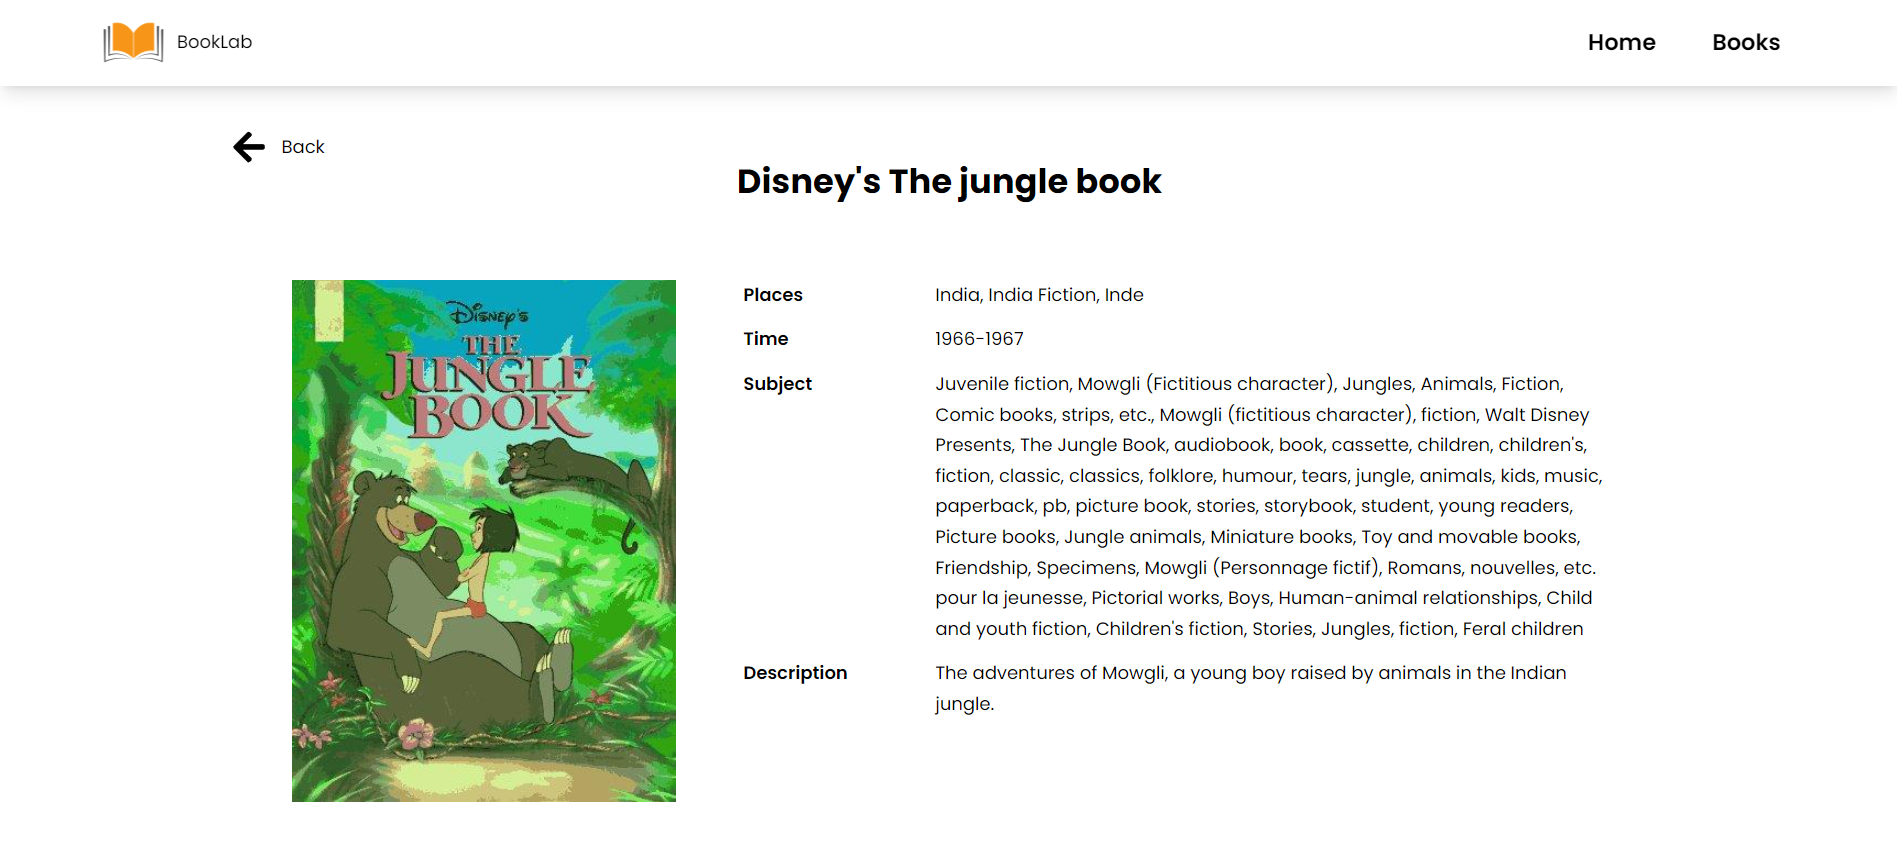 BookLab
Home
Books
Back
Disney's The jungle book
DISNEY'S
THE
JUNGLE
BOOK
Places
India, India Fiction, Inde
Time
1966-1967
Subject
Juvenile fiction, Mowgli (Fictitious character), Jungles, Animals, Fiction,
Comic books, strips, etc., Mowgli (fictitious character), fiction, Walt Disney
Presents, The Jungle Book, audiobook, book, cassette, children, children's,
fiction, classic, classics, folklore, humour, tears, jungle, animals, kids, music,
paperback, pb, picture book, stories, storybook, student, young readers,
Picture books, Jungle animals, Miniature books, Toy and movable books,
Friendship, Specimens, Mowgli (Personnage fictif), Romans, nouvelles, etc.
pour la jeunesse, Pictorial works, Boys, Human-animal relationships, Child
and youth fiction, Children's fiction, Stories, Jungles, fiction, Feral children
Description
The adventures of Mowgli, a young boy raised by animals in the Indian
jungle.